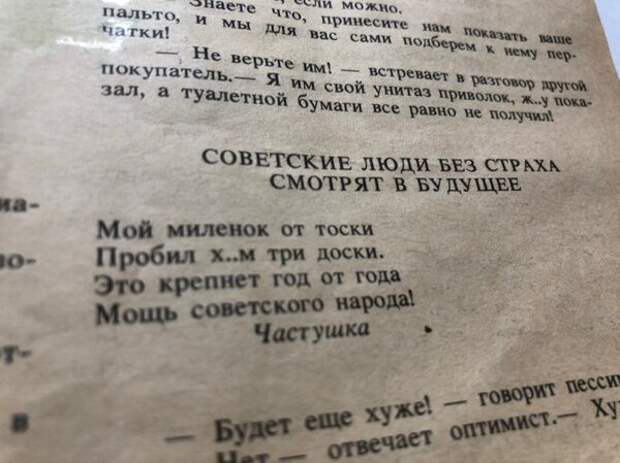 Знаете что, принесите нам показать ваше
пальто, и мы для вас сами подберем к нему пер-
чатки!
— Не верьте им! — встревает в разговор другой
покупатель.— Я им свой унитаз приволок, ж..у пока-
зал, а туалетной бумаги все равно не получил!
СОВЕТСКИЕ ЛЮДИ БЕЗ СТРАХА
СМОТРЯТ В БУДУЩЕЕ
Мой миленок от тоски
Пробил х..м три доски.
Это крепнет год от года
Мощь советского народа!
Частушка
— Будет еще хуже! — говорит
Нет — отвечает оптимист.—
в